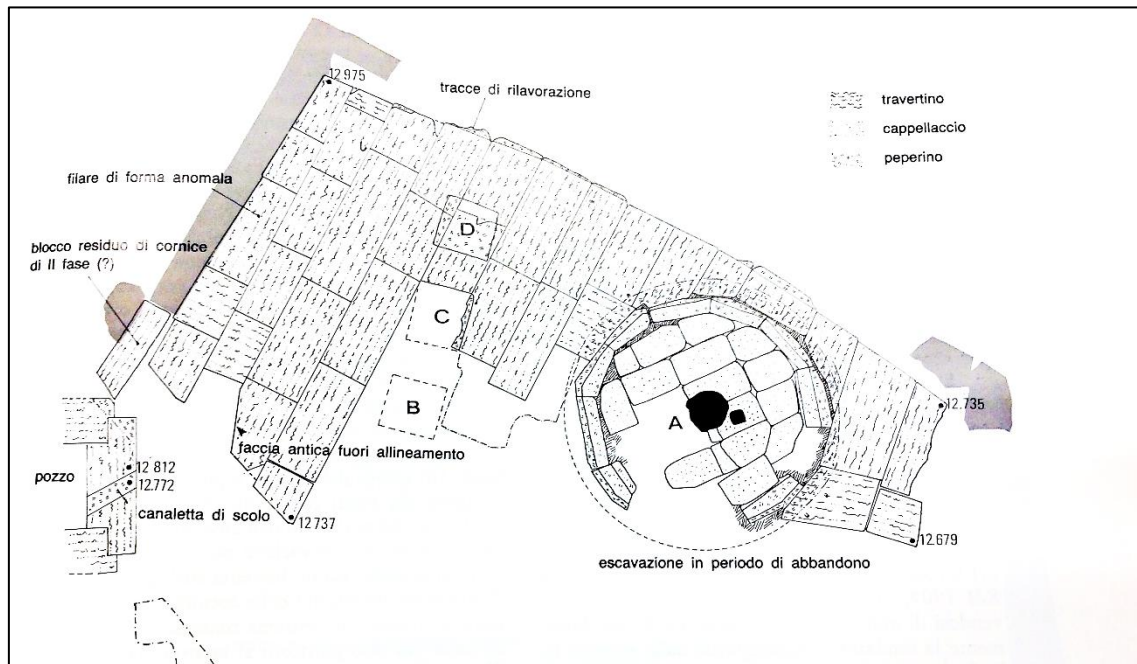 12.975
tracce di rilavorazione
travertino
cappellaccio
peperino
filare di forma anomala
blocco residuo di cornice
di II fase (?)
D
C
B
A
12.735
faccia antica fuori allineamento
pozzo
12 812
12.772
canaletta di scolo
12 737
12.679
escavazione in periodo di abbandono